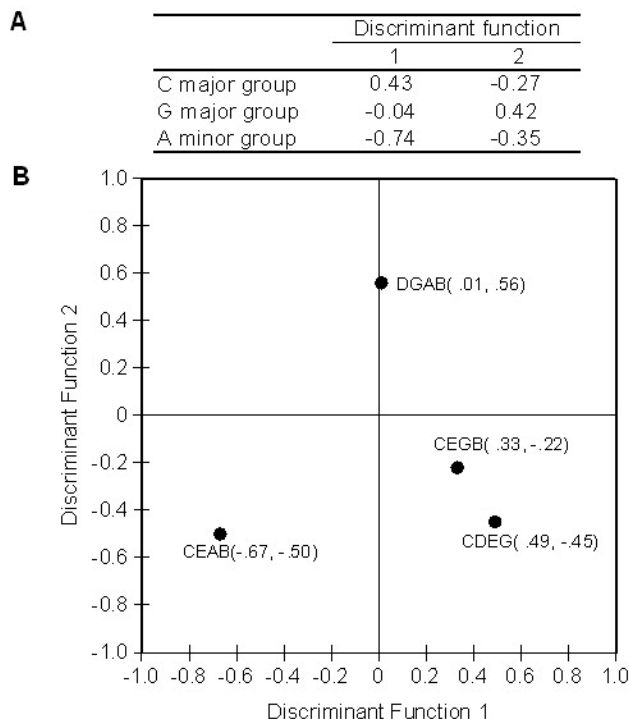 A
Discriminant function
1 2
C major group 0.43 -0.27
G major group -0.04 0.42
A minor group -0.74 -0.35
B
1.0
0.8
0.6
0.4
0.2
0
-0.2
-0.4
-0.6
-0.8
-1.0
Discriminant Function 2
DGAB( .01, .56)
CEGB( .33, -.22)
CDEG( .49, -.45)
CEAB(-.67, -.50)
-1.0 -0.8 -0.6 -0.4 -0.2 0 0.2 0.4 0.6 0.8 1.0
Discriminant Function 1